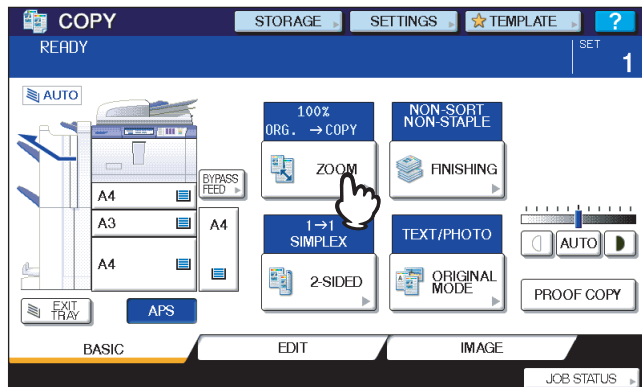 COPY
STORAGE
SETTINGS
TEMPLATE
?
READY
SET
1
AUTO
100%
ORG. →COPY
ZOOM
NON-SORT
NON-STAPLE
FINISHING
BYPASS
FEED
A4
A3
A4
A4
1→1
SIMPLEX
2-SIDED
TEXT/PHOTO
ORIGINAL
MODE
AUTO
PROOF COPY
EXIT
TRAY
APS
BASIC
EDIT
IMAGE
JOB STATUS